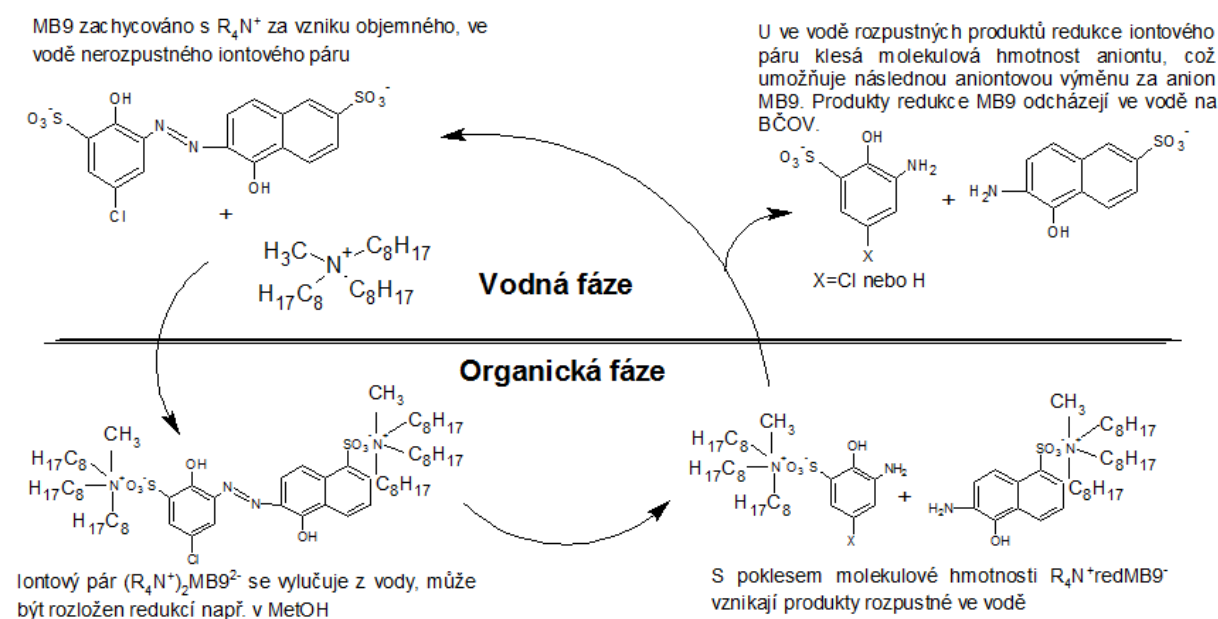 MB9 zachycováno s R₄N⁺ za vzniku objemného, ve
vodě nerozpustného iontového páru
U ve vodě rozpustných produktů redukce iontového
páru klesá molekulová hmotnost aniontu, což
umožňuje následnou aniontovou výměnu za anion
MB9. Produkty redukce MB9 odcházejí ve vodě na
BČOV.
OH
O₃S⁻
N
N
SO₃⁻
OH
Cl
+
H₃C
N⁺
C₈H₁₇
H₁₇C₈
C₈H₁₇
Vodná fáze
OH
O₃S⁻
NH₂
X
+
H₂N
SO₃⁻
OH
X=Cl nebo H
Organická fáze
CH₃
H₁₇C₈
H₁₇C₈
N⁺
H₁₇C₈
O₃S⁻
OH
N
N
Cl
CH₃
SO₃⁻
N⁺
C₈H₁₇
C₈H₁₇
C₈H₁₇
OH
CH₃
H₁₇C₈
H₁₇C₈
N⁺
H₁₇C₈
O₃S⁻
OH
NH₂
X
+
CH₃
SO₃⁻
N⁺
C₈H₁₇
C₈H₁₇
C₈H₁₇
H₂N
OH
Iontový pár (R₄N⁺)₂MB9²⁻ se vylučuje z vody, může
být rozložen redukcí např. v MetOH
S poklesem molekulové hmotnosti R₄N⁺redMB9⁻
vznikají produkty rozpustné ve vodě